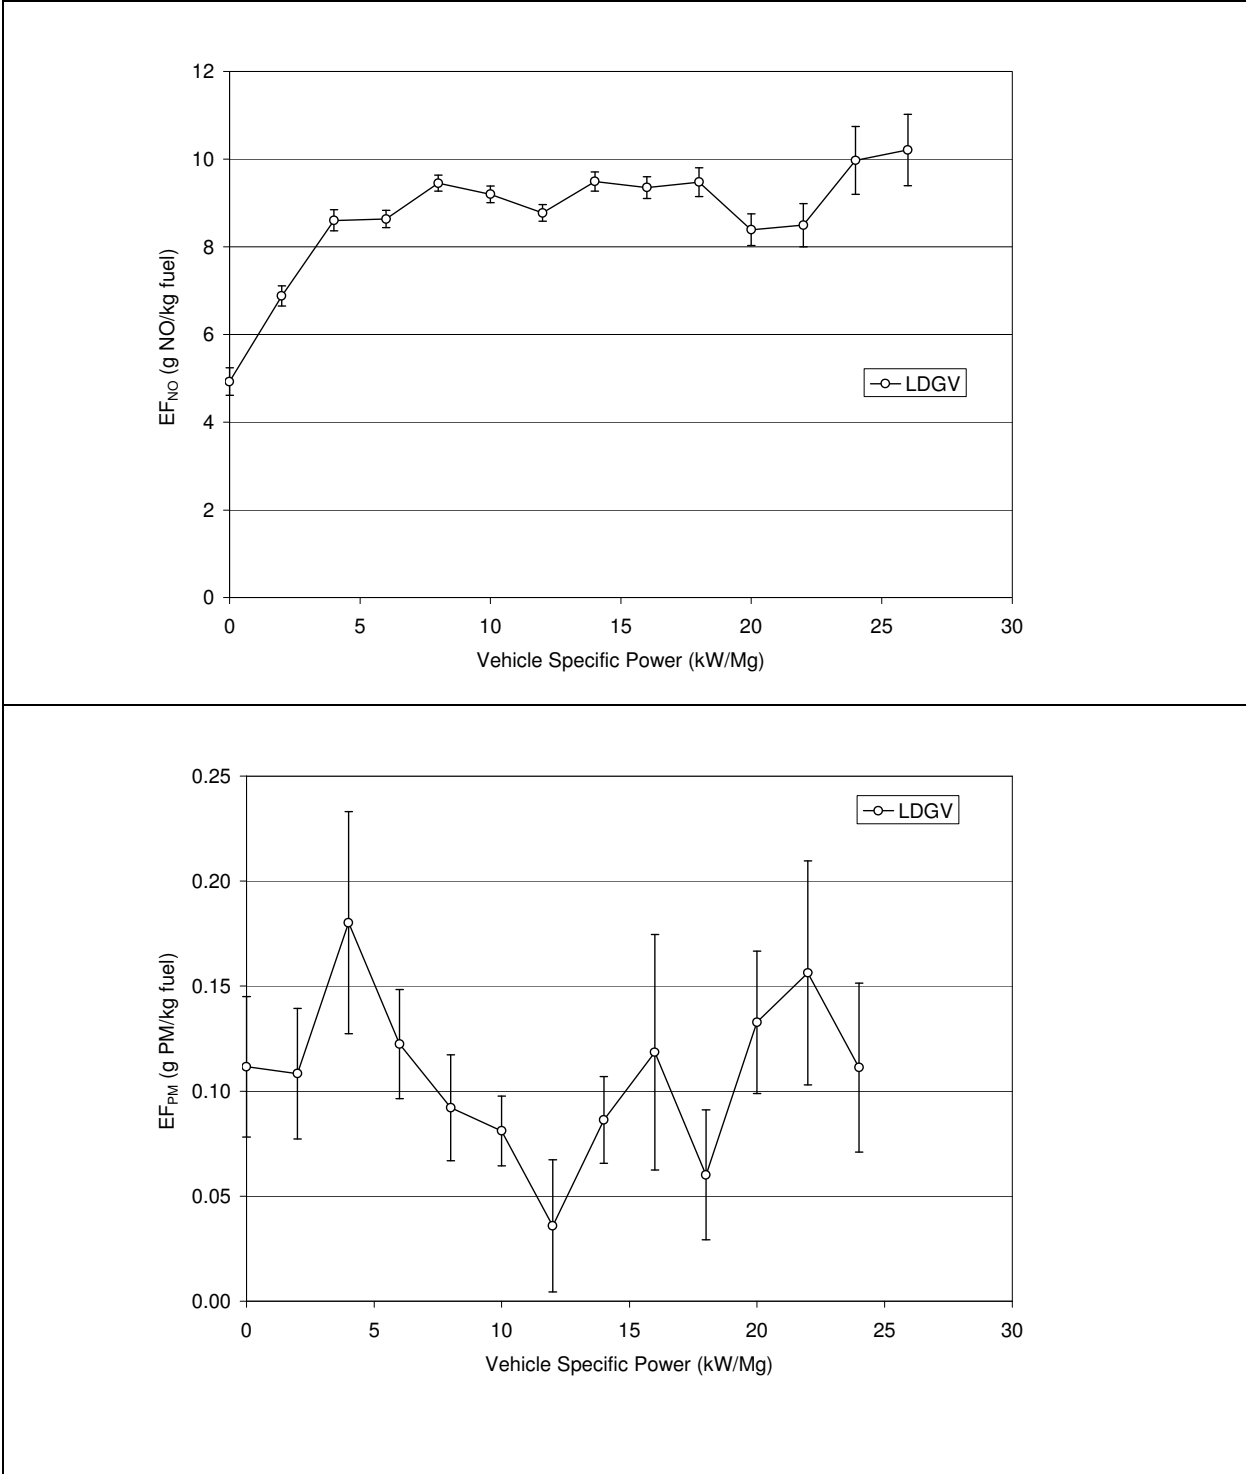 12
10
8
6
4
2
0
EF_NO (g NO/kg fuel)
LDGV
0 5 10 15 20 25 30
Vehicle Specific Power (kW/Mg)
0.25
0.20
0.15
0.10
0.05
0.00
EF_PM (g PM/kg fuel)
LDGV
0 5 10 15 20 25 30
Vehicle Specific Power (kW/Mg)